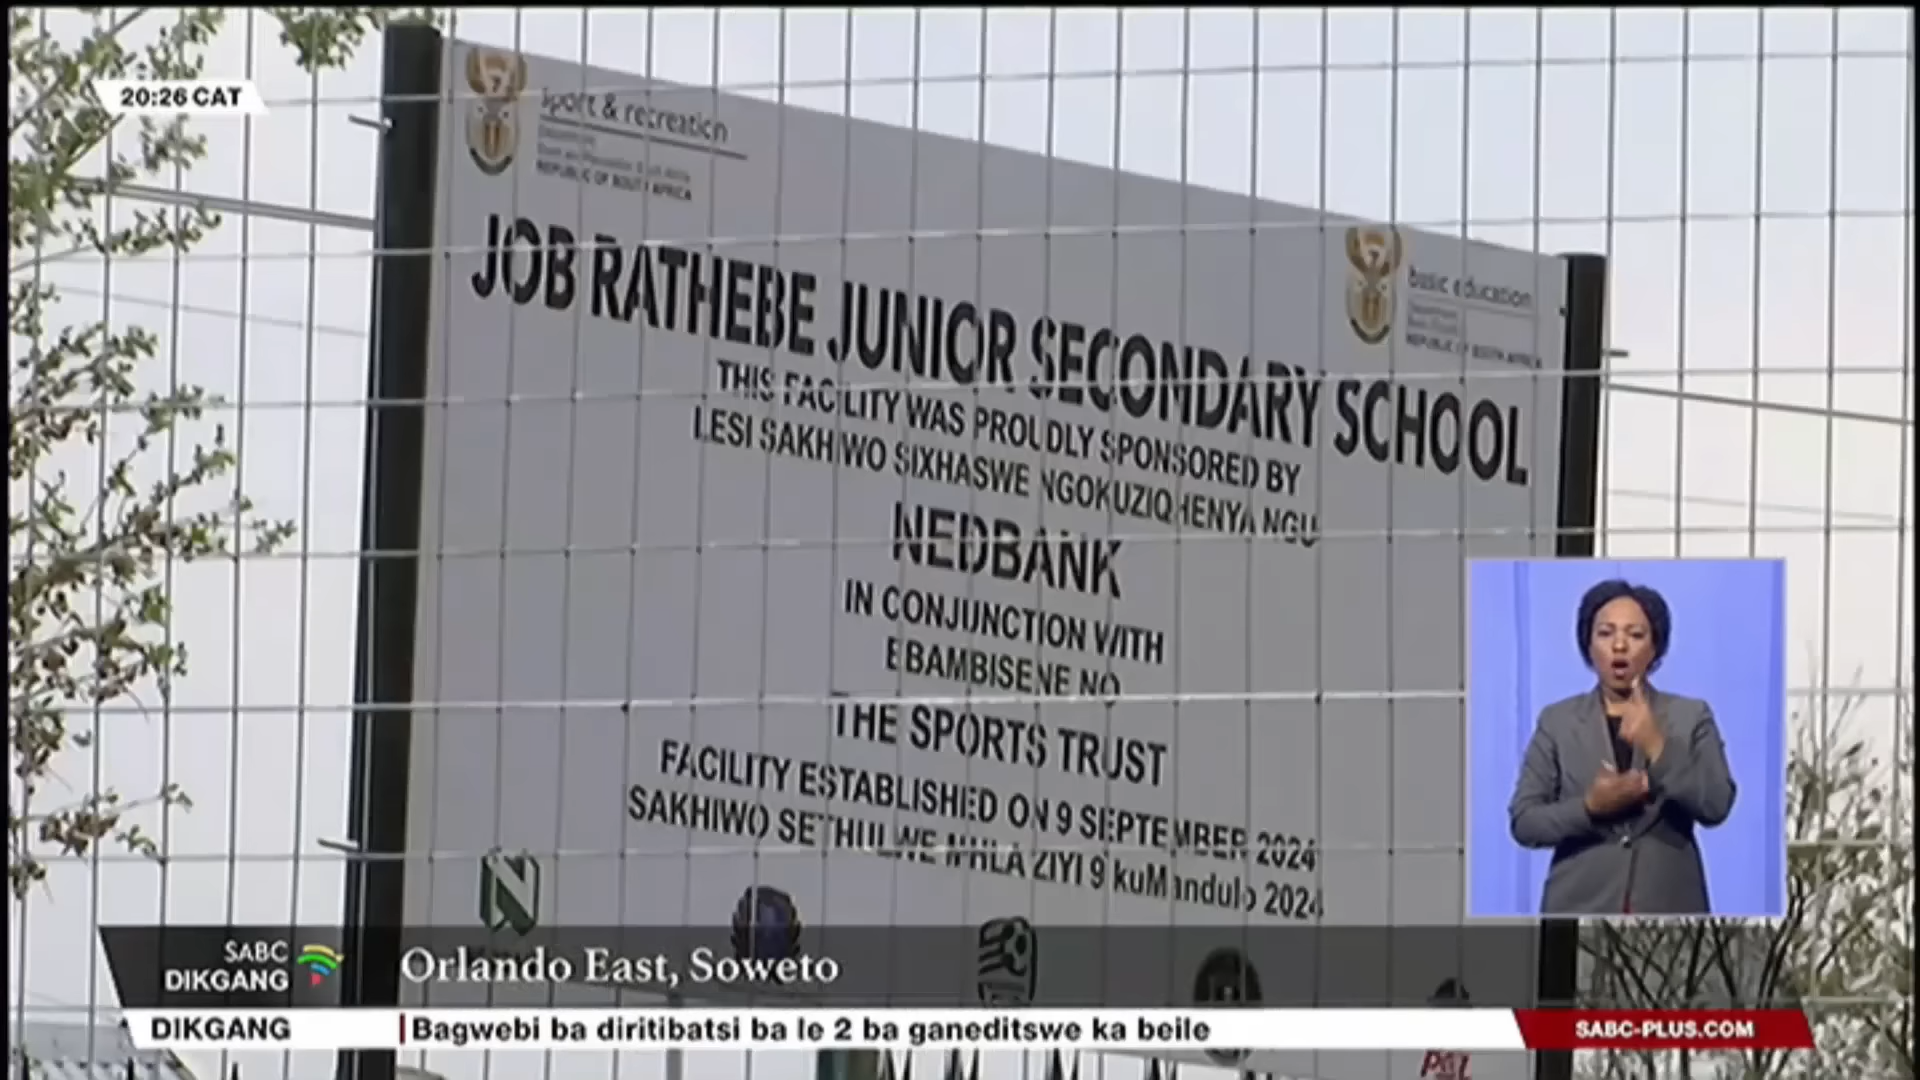 20:26 CAT
sport & recreation
REPUBLIC OF SOUTH AFRICA
basic education
REPUBLIC OF SOUTH AFRICA
JOB RATHEBE JUNIOR SECONDARY SCHOOL
THIS FACILITY WAS PROUDLY SPONSORED BY
LESI SAKHIWO SIXHASWE NGOKUZIQHENYA NGU
NEDBANK
IN CONJUNCTION WITH
EBAMBISENE NO
THE SPORTS TRUST
FACILITY ESTABLISHED ON 9 SEPTEMBER 2024
SAKHIWO SETHULWE MHLA ZIYI 9 kuMandulo 2024
SABC
DIKGANG
Orlando East, Soweto
DIKGANG
Bagwebi ba diritibatsi ba le 2 ba ganeditswe ka beile
SABC-PLUS.COM